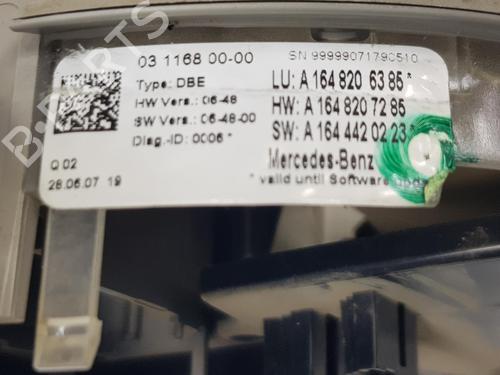 03 1168 00-00
SN 99999071790510
Type: DBE
LU: A 164 820 63 85 *
HW Vers.: 06-48
HW: A 164 820 72 85
SW Vers.: 06-48-00
SW: A 164 442 02 23 *
Diag.-ID: 0006 *
Mercedes-Benz
Q 02
28.06.07 19
* valid until Software
B-PARTS